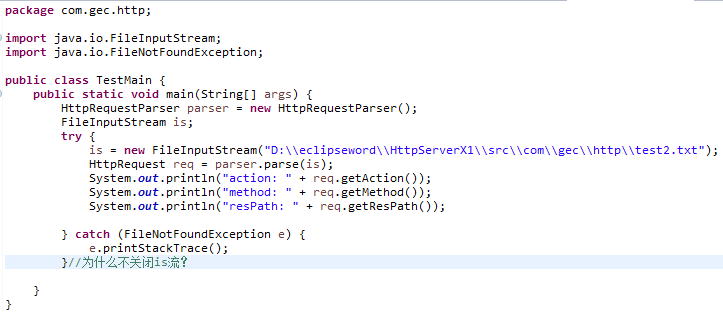 package com.gec.http;
import java.io.FileInputStream;
import java.io.FileNotFoundException;
public class TestMain {
public static void main(String[] args) {
HttpRequestParser parser = new HttpRequestParser();
FileInputStream is;
try {
is = new FileInputStream("D:\\eclipseword\\HttpServerX1\\src\\com\\gec\\http\\test2.txt");
HttpRequest req = parser.parse(is);
System.out.println("action: " + req.getAction());
System.out.println("method: " + req.getMethod());
System.out.println("resPath: " + req.getResPath());
} catch (FileNotFoundException e) {
e.printStackTrace();
}//为什么不关闭is流？
}
}